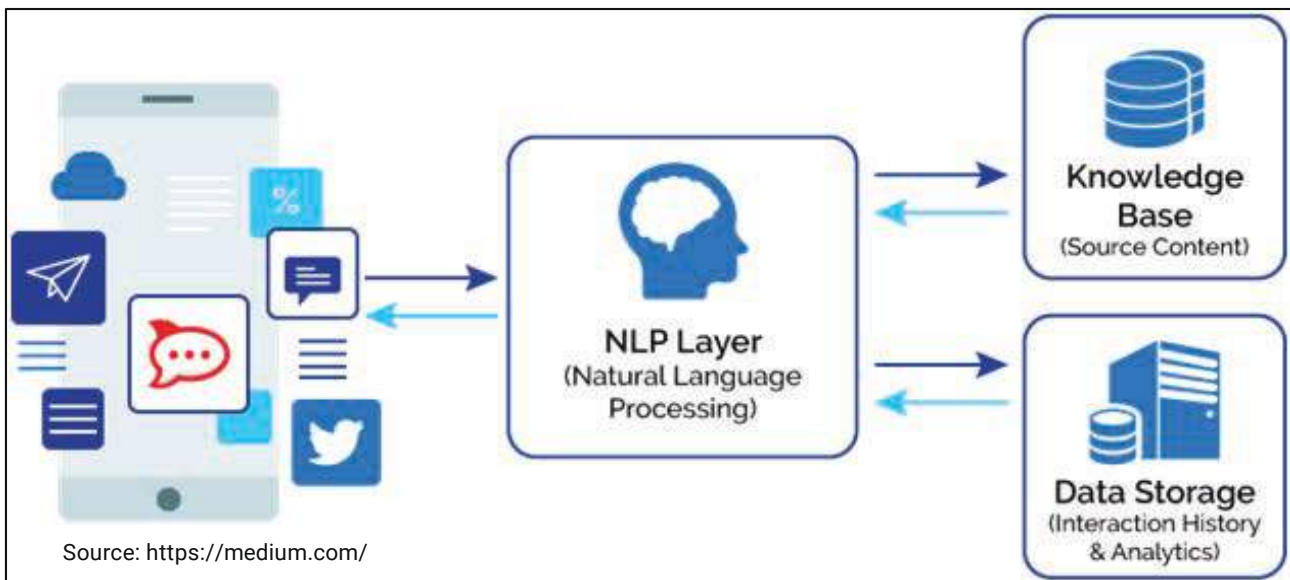 %
NLP Layer
(Natural Language
Processing)
Knowledge
Base
(Source Content)
Data Storage
(Interaction History
& Analytics)
Source: https://medium.com/